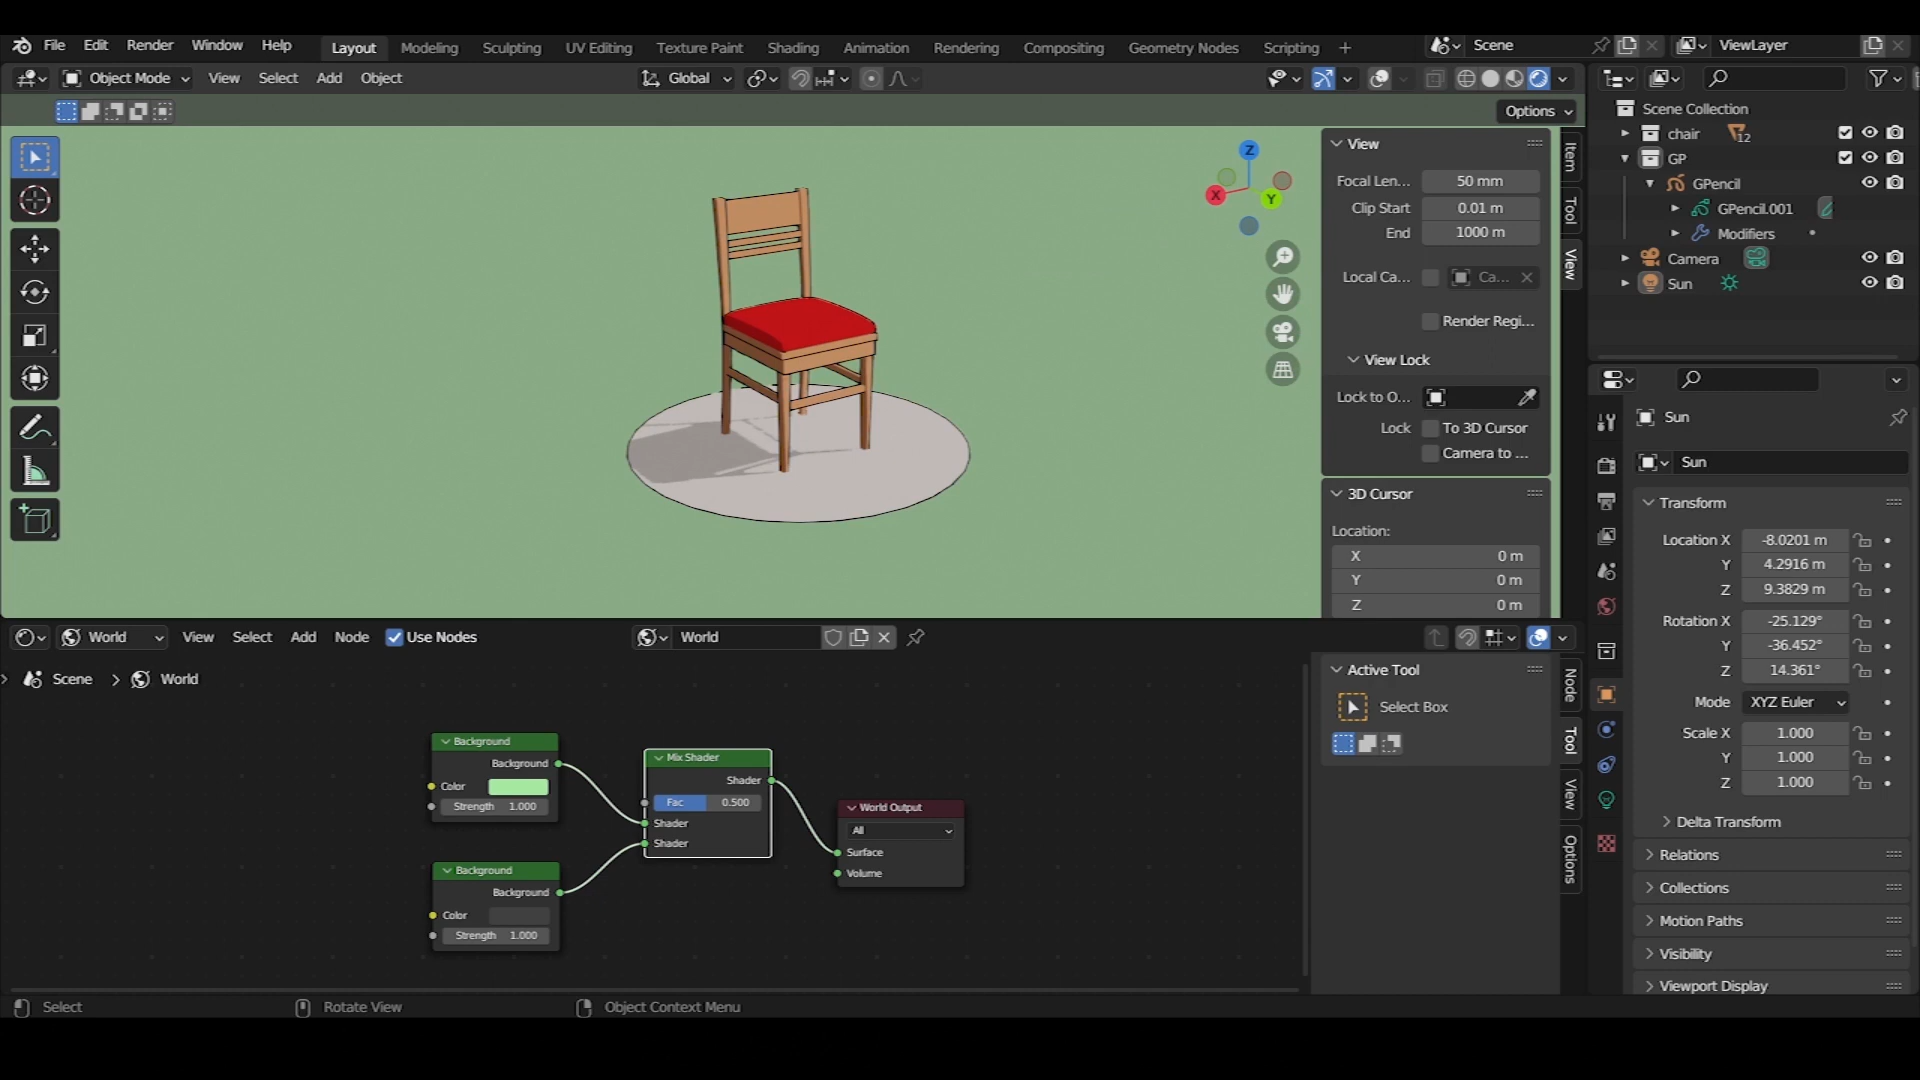 File Edit Render Window Help Layout Modeling Sculpting UV Editing Texture Paint Shading Animation Rendering Compositing Geometry Nodes Scripting + Scene ViewLayer
Object Mode View Select Add Object Global
Options
Scene Collection
chair 12
GP
GPencil
GPencil.001
Modifiers
Camera
Sun
Z
X
Y
View
Focal Len... 50 mm
Clip Start 0.01 m
End 1000 m
Local Ca... Ca...
Render Regi...
View Lock
Lock to O...
Lock To 3D Cursor
Camera to ...
3D Cursor
Location:
X 0 m
Y 0 m
Z 0 m
Item
Tool
View
Sun
Sun
Transform
Location X -8.0201 m
Y 4.2916 m
Z 9.3829 m
Rotation X -25.129°
Y -36.452°
Z 14.361°
Mode XYZ Euler
Scale X 1.000
Y 1.000
Z 1.000
Delta Transform
Relations
Collections
Motion Paths
Visibility
Viewport Display
World View Select Add Node Use Nodes World
Scene World
Background
Background
Color
Strength 1.000
Background
Background
Color
Strength 1.000
Mix Shader
Shader
Fac 0.500
Shader
Shader
World Output
All
Surface
Volume
Active Tool
Select Box
Node
Tool
View
Options
Select Rotate View Object Context Menu